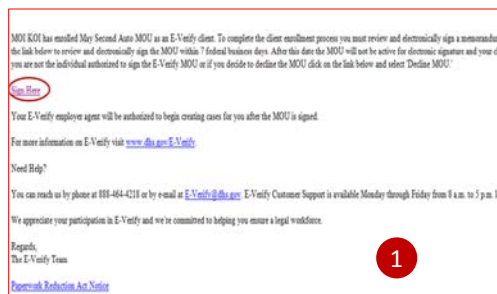 MOI KOI has enrolled May Second Auto MOU as an E-Verify client. To complete the client enrollment process you must review and electronically sign a memorandu
the link below to review and electronically sign the MOU within 7 federal business days. After this date the MOU will not be active for electronic signature and your cl
you are not the individual authorized to sign the E-Verify MOU or if you decide to decline the MOU click on the link below and select 'Decline MOU.'
Sign Here
Your E-Verify employer agent will be authorized to begin creating cases for you after the MOU is signed.
For more information on E-Verify visit www.dhs.gov/E-Verify.
Need Help?
You can reach us by phone at 888-464-4218 or by e-mail at E-Verify@dhs.gov. E-Verify Customer Support is available Monday through Friday from 8 a.m. to 5 p.m.
We appreciate your participation in E-Verify and we're committed to helping you ensure a legal workforce.
Regards,
The E-Verify Team
1
Paperwork Reduction Act Notice